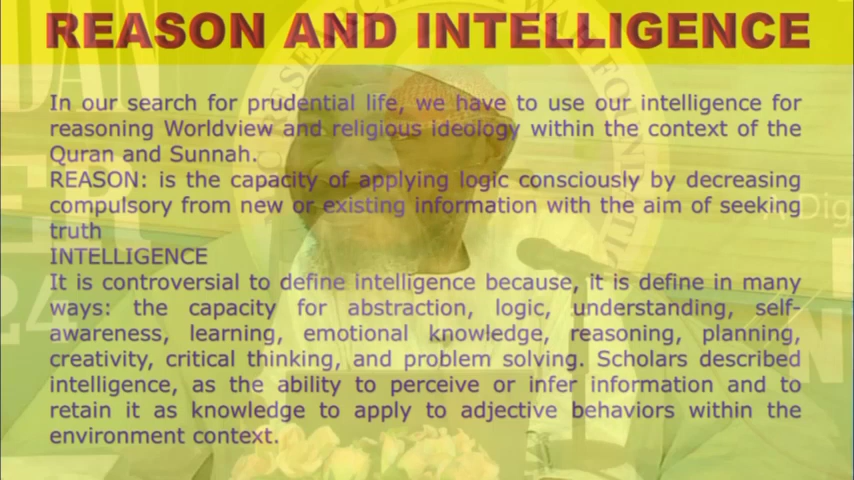 REASON AND INTELLIGENCE
In our search for prudential life, we have to use our intelligence for
reasoning Worldview and religious ideology within the context of the
Quran and Sunnah.
REASON: is the capacity of applying logic consciously by decreasing
compulsory from new or existing information with the aim of seeking
truth
INTELLIGENCE
It is controversial to define intelligence because, it is define in many
ways: the capacity for abstraction, logic, understanding, self-
awareness, learning, emotional knowledge, reasoning, planning,
creativity, critical thinking, and problem solving. Scholars described
intelligence, as the ability to perceive or infer information and to
retain it as knowledge to apply to adjective behaviors within the
environment context.